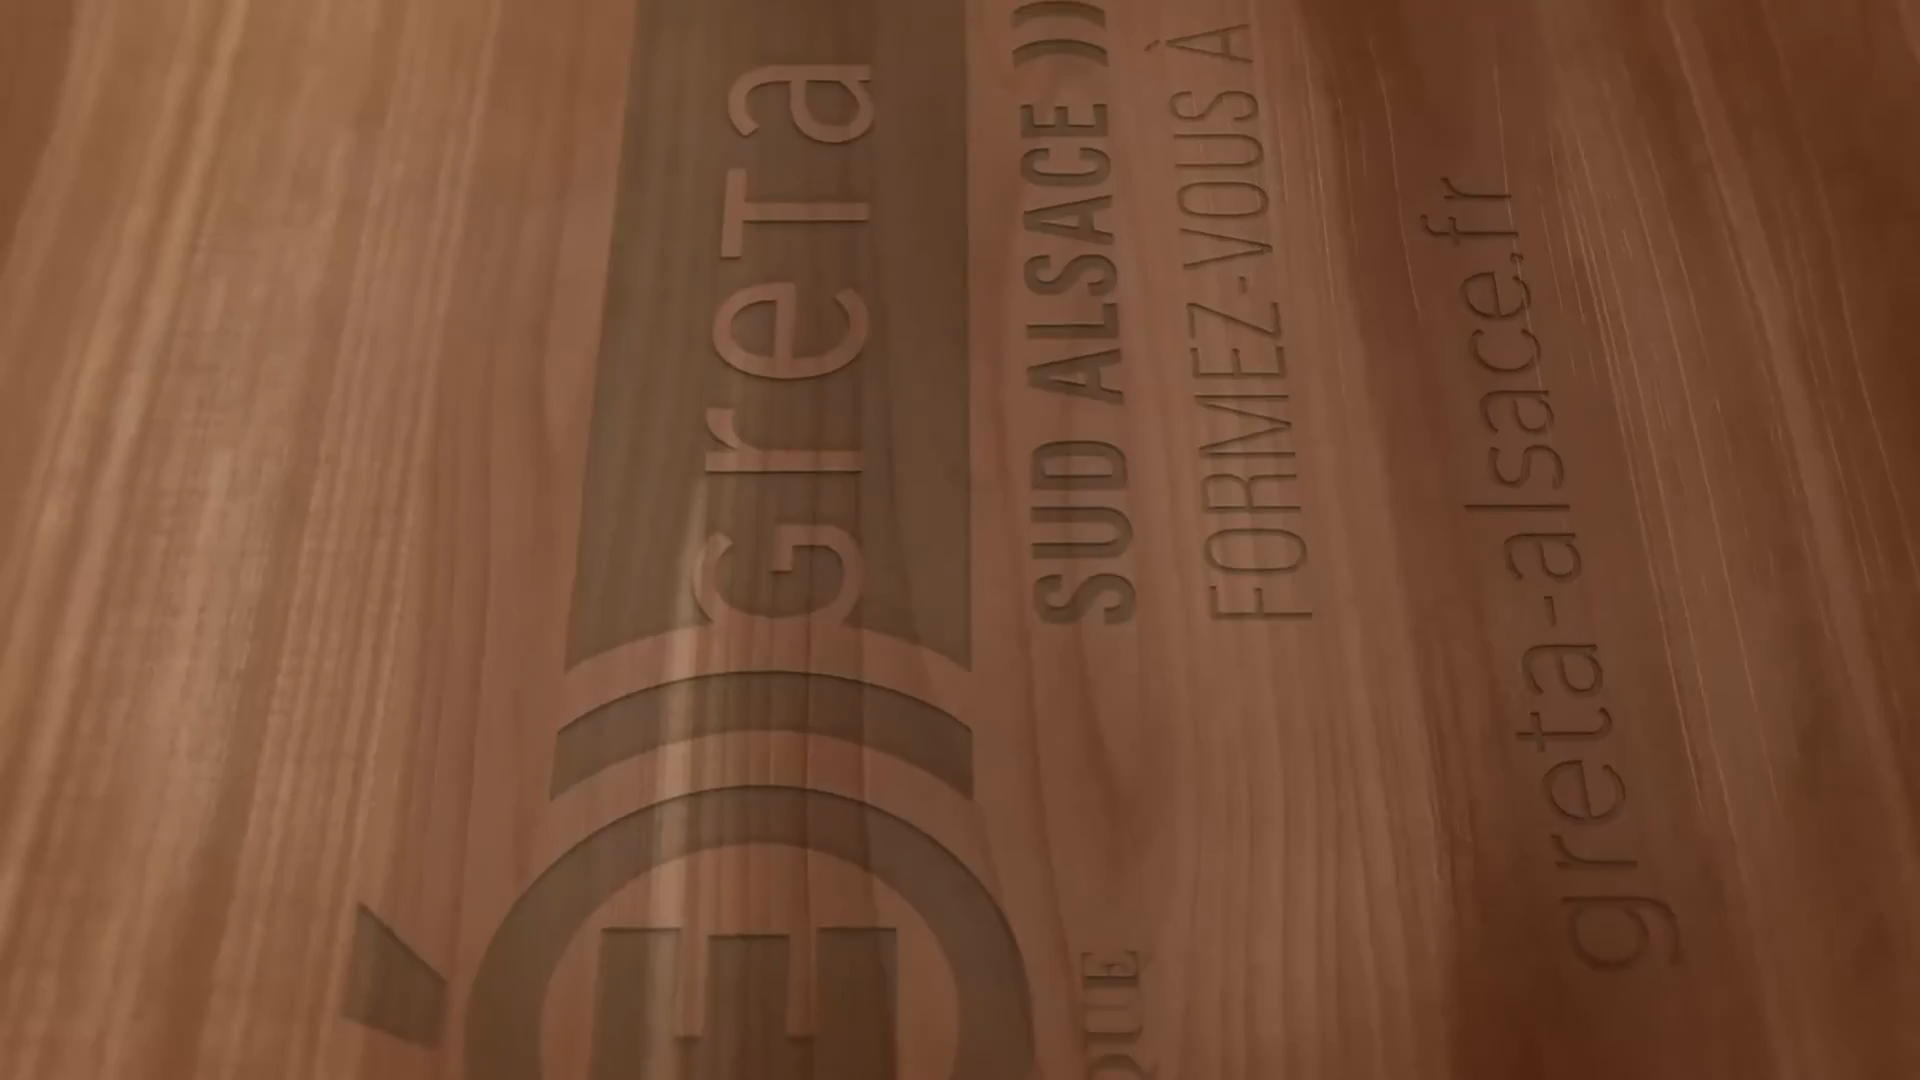 GreTa
SUD ALSACE ))
FORMEZ-VOUS À
greta-alsace.fr
É